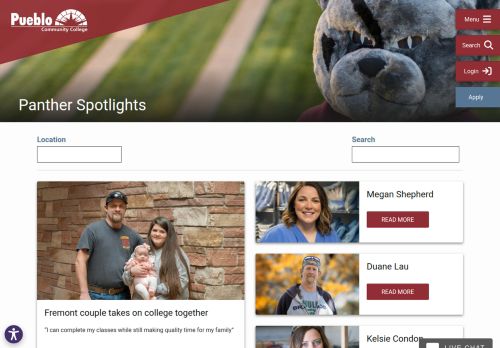 Pueblo
Community College
Menu
Search
Login
Apply
Panther Spotlights
Location
Search
Megan Shepherd
READ MORE
Duane Lau
READ MORE
Fremont couple takes on college together
"I can complete my classes while still making quality time for my family"
Kelsie Condon
LIVE CHAT